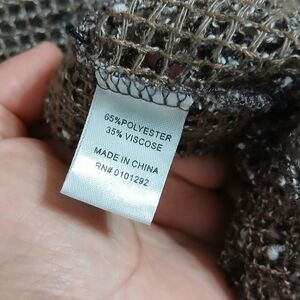 65%POLYESTER
35% VISCOSE
MADE IN CHINA
RN# 0101292